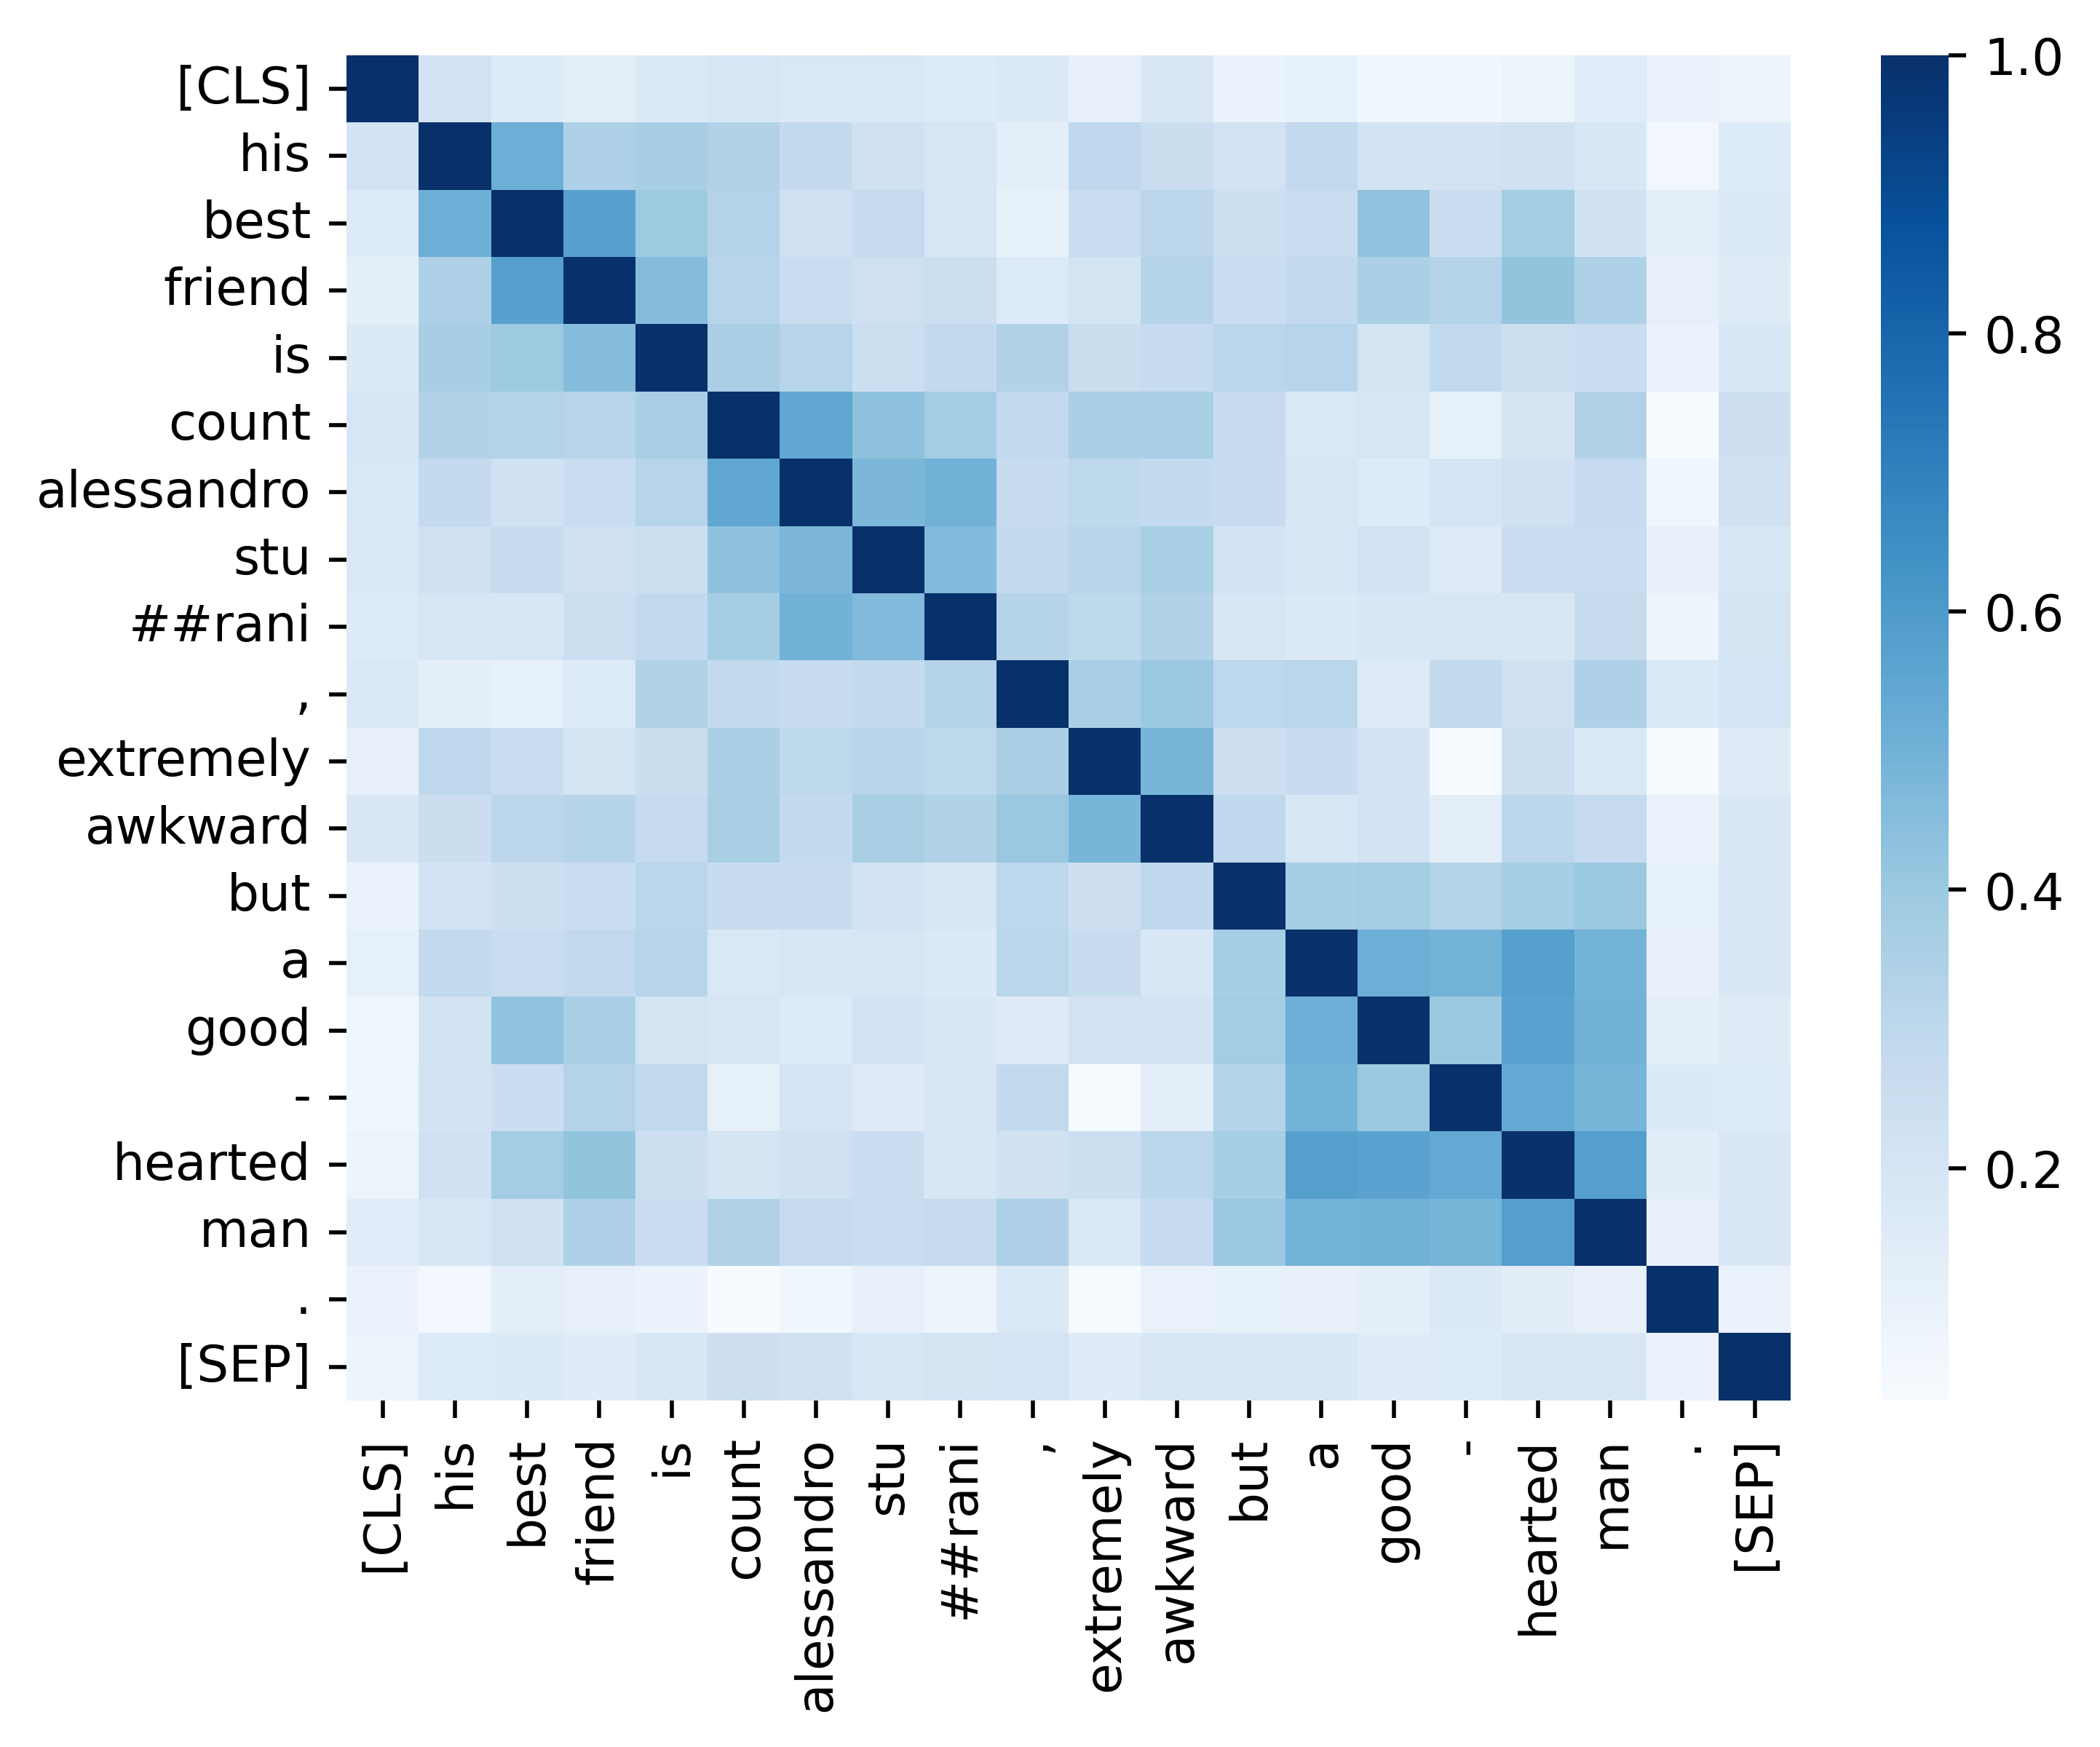 [CLS]
his
best
friend
is
count
alessandro
stu
##rani
,
extremely
awkward
but
a
good
-
hearted
man
.
[SEP]
[CLS] his best friend is count alessandro stu ##rani , extremely awkward but a good - hearted man . [SEP]
1.0
0.8
0.6
0.4
0.2